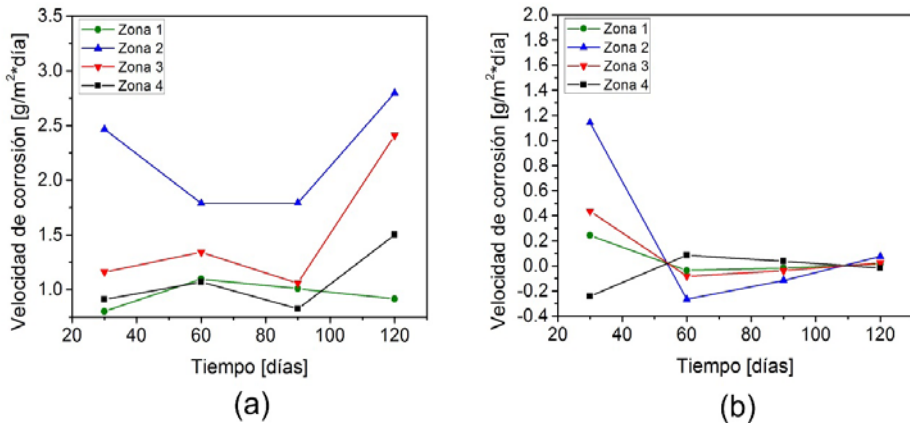 Velocidad de corrosión [g/m²*día]
3.5
3.0
2.5
2.0
1.5
1.0
Zona 1
Zona 2
Zona 3
Zona 4
20 40 60 80 100 120
Tiempo [días]
(a)
Velocidad de corrosión [g/m²*día]
2.0
1.8
1.6
1.4
1.2
1.0
0.8
0.6
0.4
0.2
0.0
-0.2
-0.4
Zona 1
Zona 2
Zona 3
Zona 4
20 40 60 80 100 120
Tiempo [días]
(b)